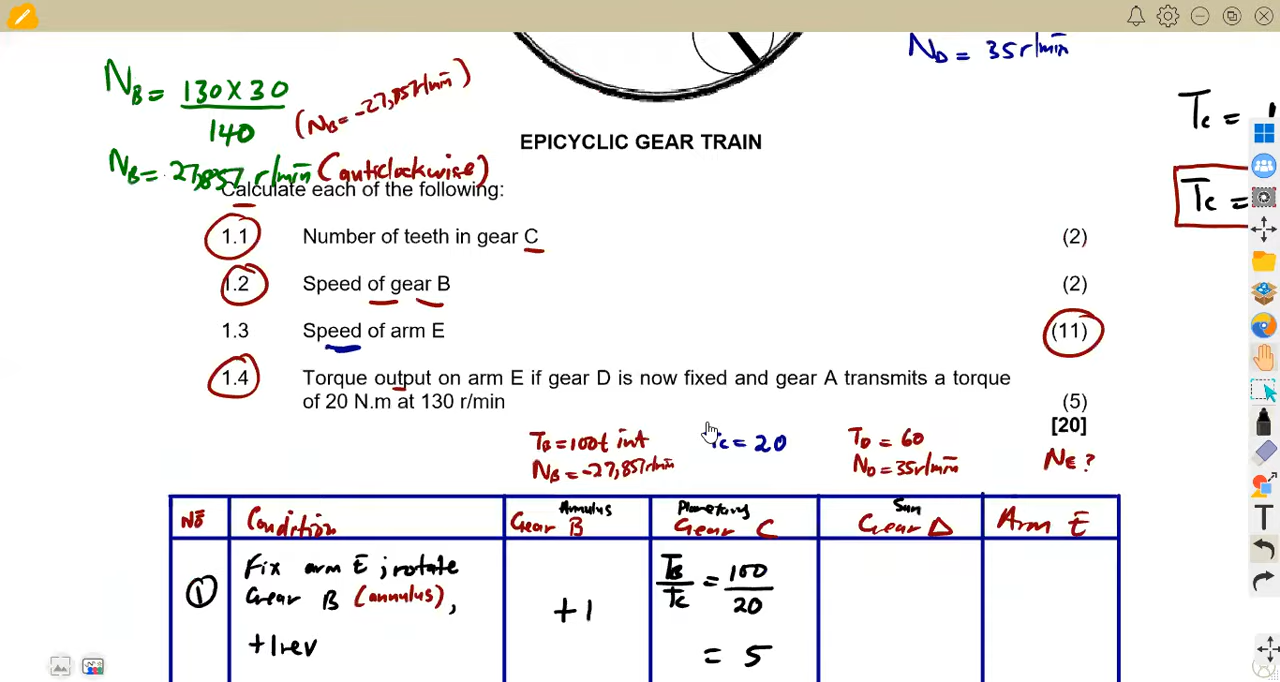 N_D = 35 r/min
N_B = 130 × 30 / 140
(N_B = -27,857 r/min)
T_C =
EPICYCLIC GEAR TRAIN
N_B = 27,857 r/min (anticlockwise)
T_C =
Calculate each of the following:
1.1 Number of teeth in gear C (2)
1.2 Speed of gear B (2)
1.3 Speed of arm E (11)
1.4 Torque output on arm E if gear D is now fixed and gear A transmits a torque
of 20 N.m at 130 r/min (5)
[20]
T_B = 100t int T_C = 20 T_D = 60
N_B = -27,857 r/min N_D = 35 r/min N_E ?
Annulus Planetary Sun
No Condition Gear B Gear C Gear D Arm E
① Fix arm E ; rotate
Gear B (annulus),
+1 rev
+1
T_B / T_C = 100 / 20
= 5
T